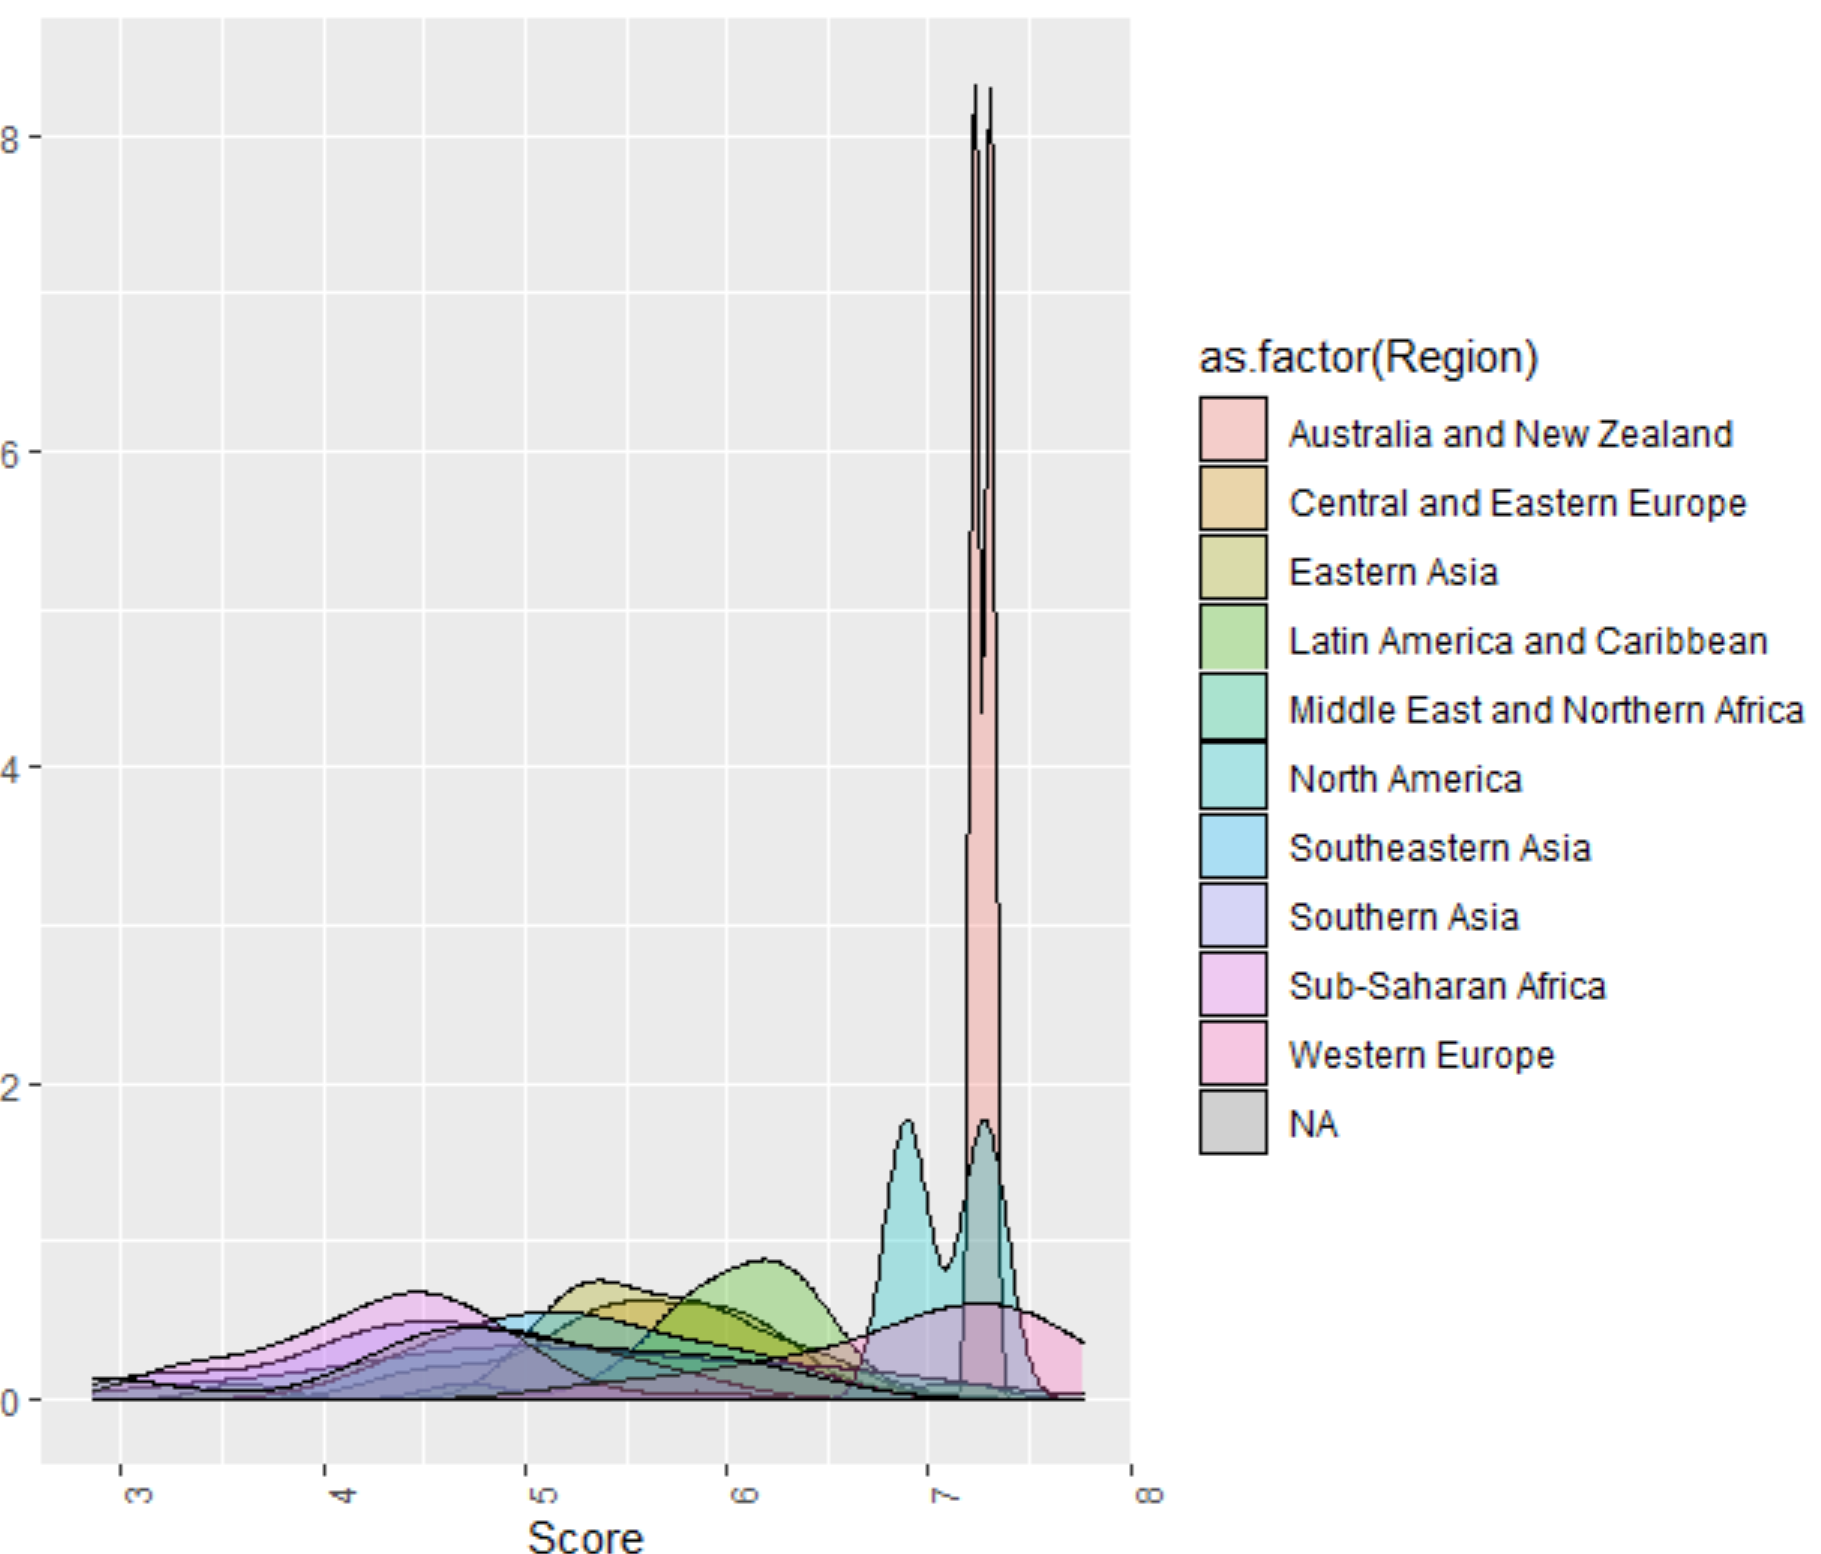 8
6
4
2
0
3
4
5
6
7
8
Score
as.factor(Region)
Australia and New Zealand
Central and Eastern Europe
Eastern Asia
Latin America and Caribbean
Middle East and Northern Africa
North America
Southeastern Asia
Southern Asia
Sub-Saharan Africa
Western Europe
NA